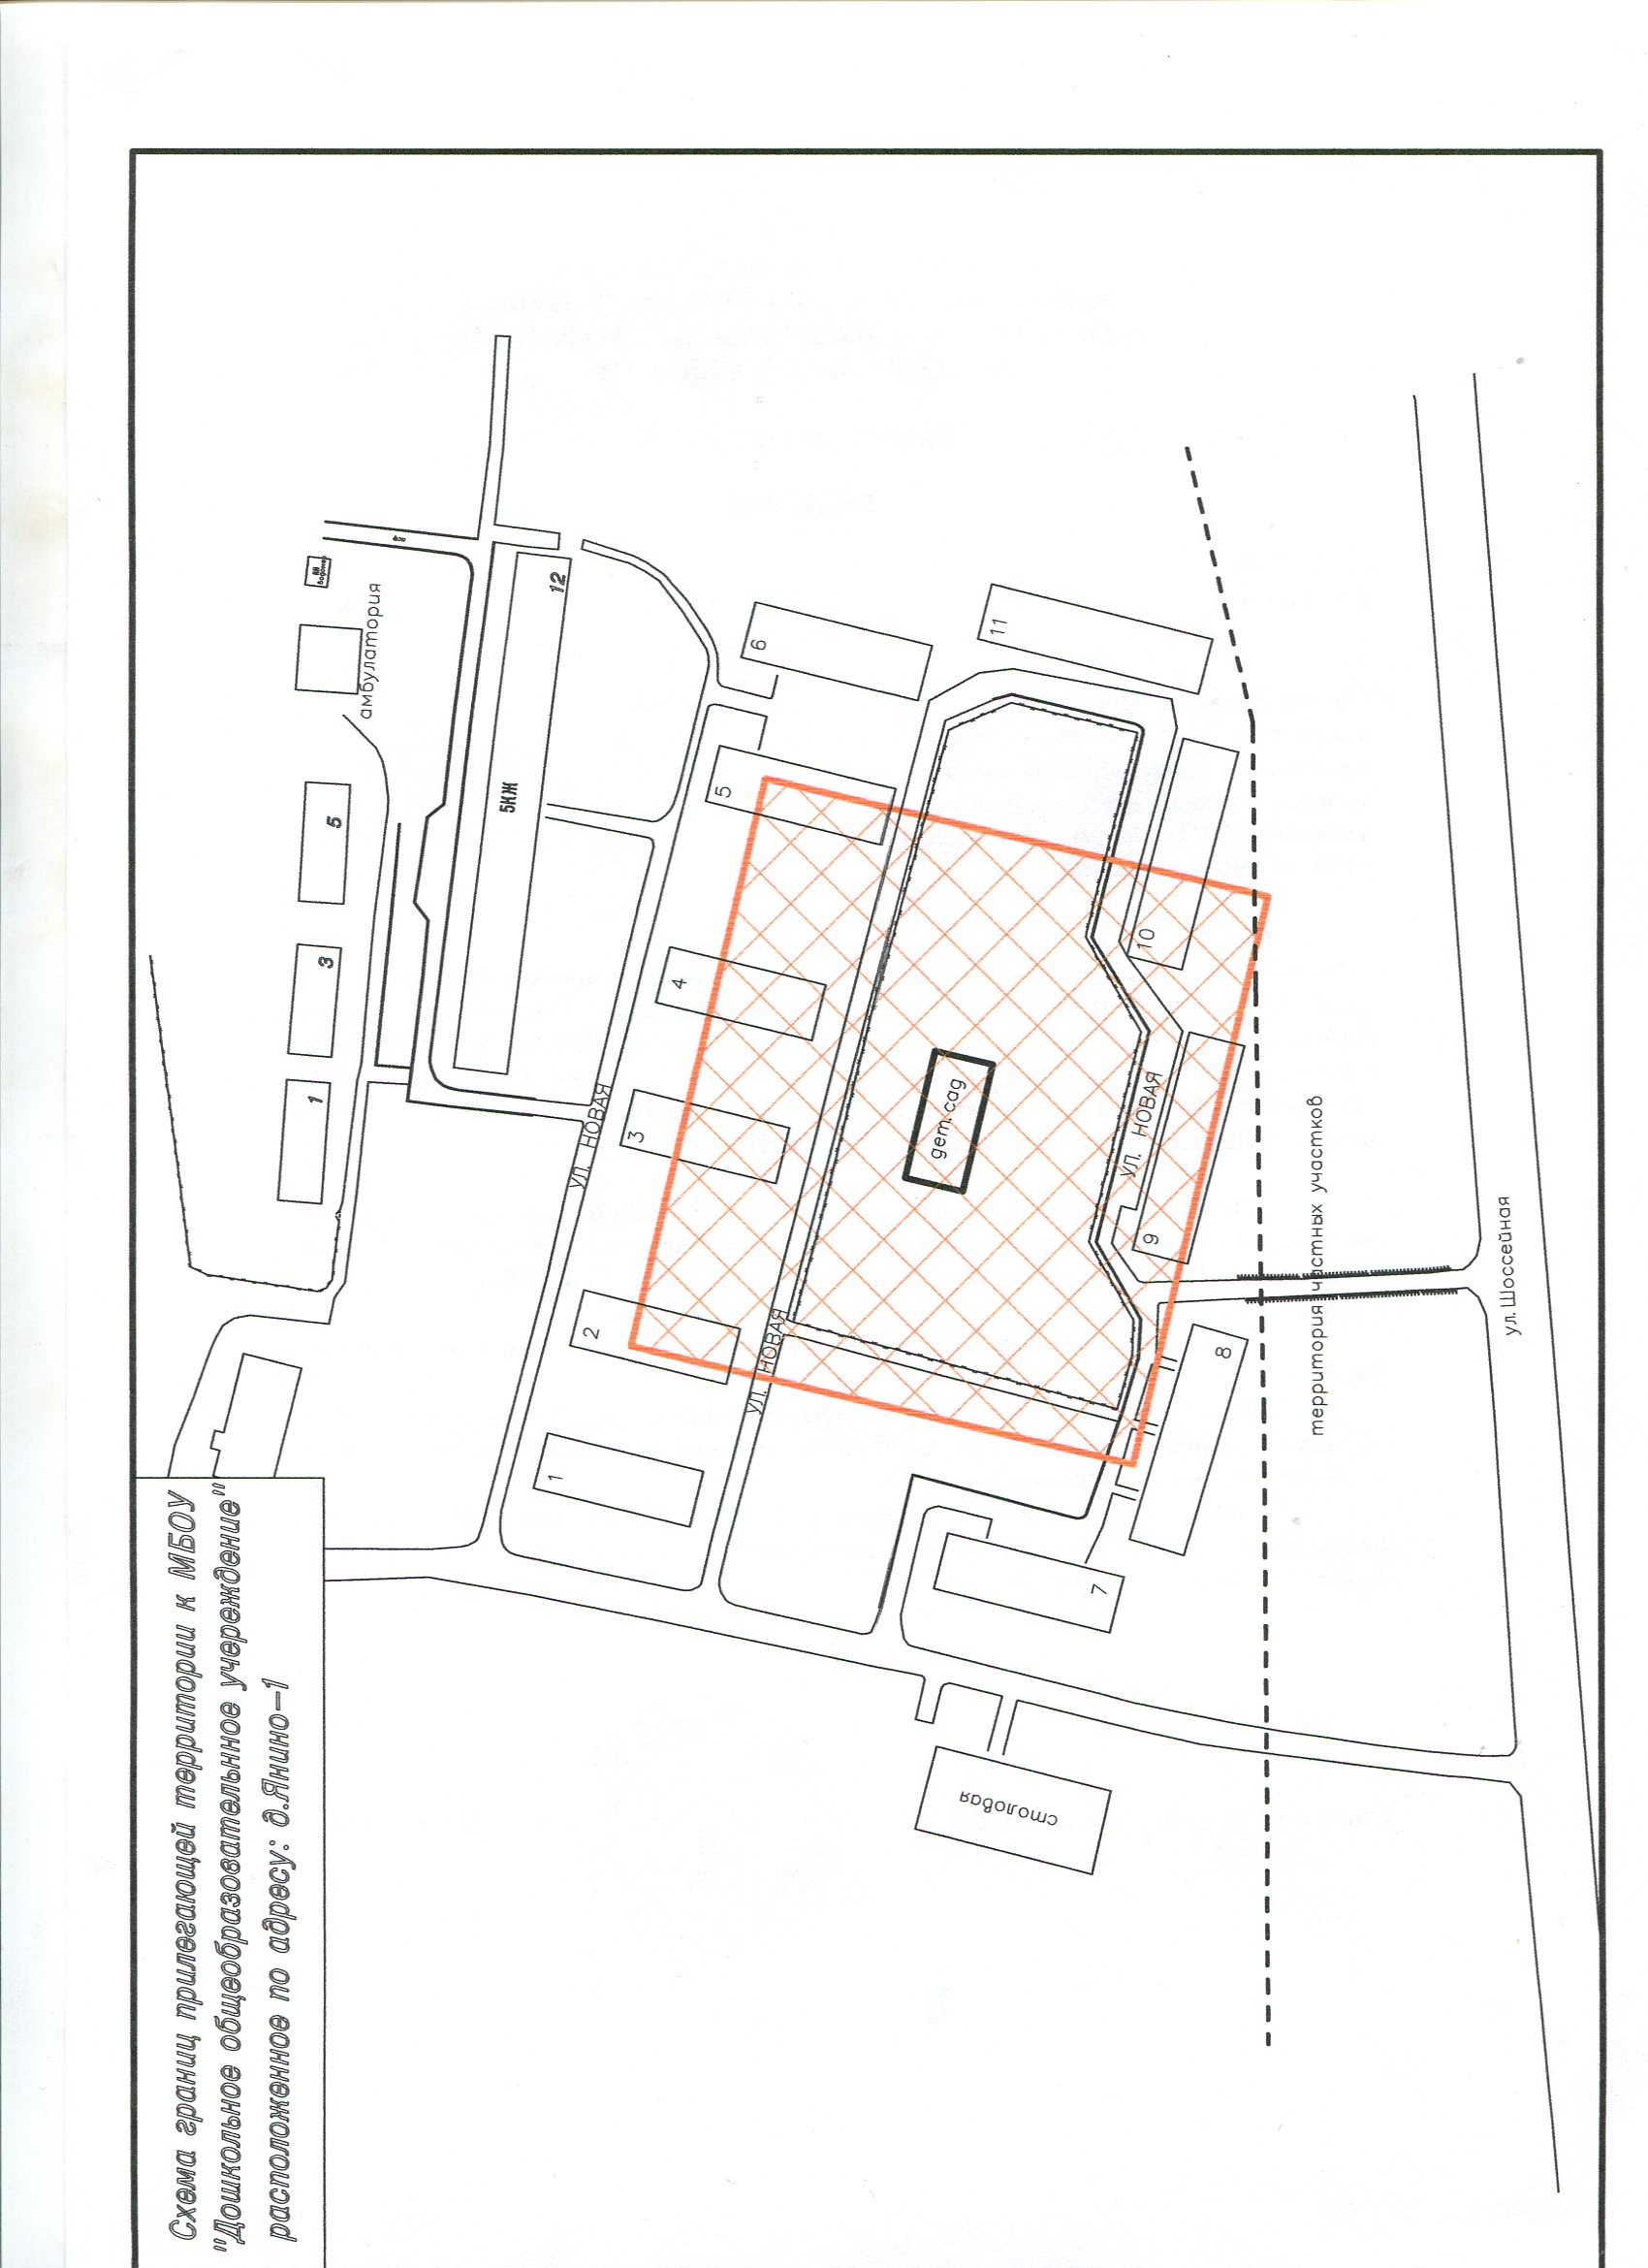 Схема границ прилегающей территории к МБОУ
"Дошкольное общеобразовательнное учереждение"
расположенное по адресу: д.Янино-1
амбулатория
5
3
1
12
5КЖ
6
11
5
4
3
2
1
ул. НОВАЯ
ул. НОВАЯ
дет.сад
ул. НОВАЯ
10
9
8
7
столовая
территория частных участков
ул. Шоссейная